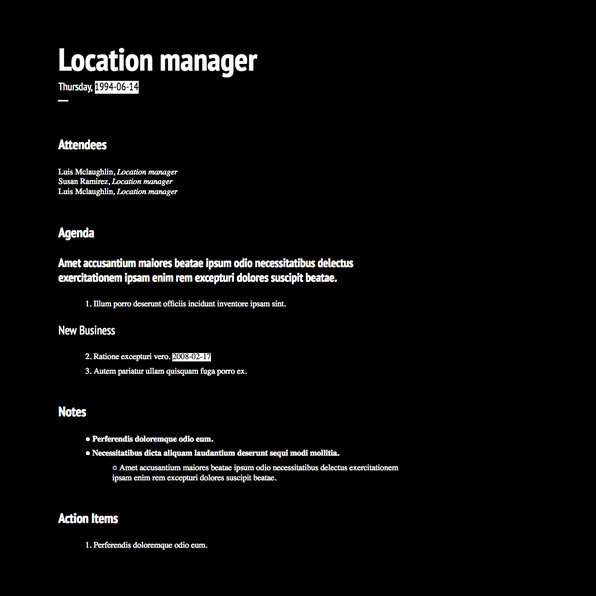 Location manager
Thursday, 1994-06-14
Attendees
Luis Mclaughlin, Location manager
Susan Ramirez, Location manager
Luis Mclaughlin, Location manager
Agenda
Amet accusantium maiores beatae ipsum odio necessitatibus delectus
exercitationem ipsam enim rem excepturi dolores suscipit beatae.
1. Illum porro deserunt officiis incidunt inventore ipsam sint.
New Business
2. Ratione excepturi vero. 2008-02-17
3. Autem pariatur ullam quisquam fuga porro ex.
Notes
● Perferendis doloremque odio eum.
● Necessitatibus dicta aliquam laudantium deserunt sequi modi mollitia.
○ Amet accusantium maiores beatae ipsum odio necessitatibus delectus exercitationem
ipsam enim rem excepturi dolores suscipit beatae.
Action Items
1. Perferendis doloremque odio eum.